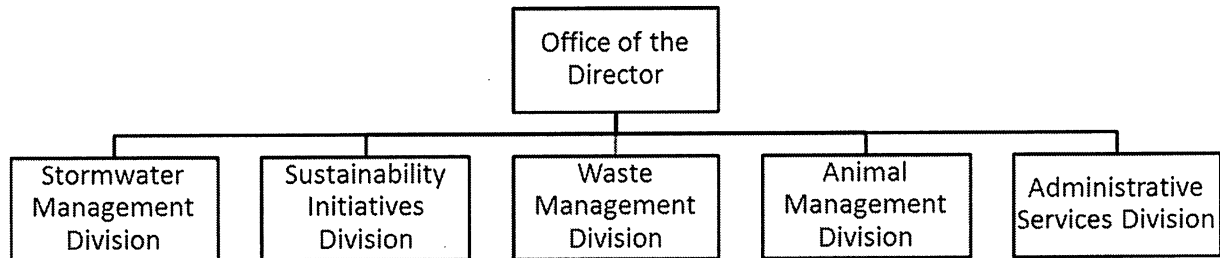 Office of the
Director
Stormwater
Management
Division
Sustainability
Initiatives
Division
Waste
Management
Division
Animal
Management
Division
Administrative
Services Division